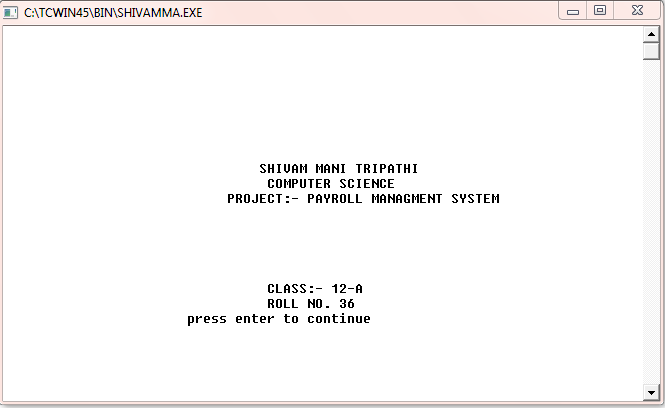 C:\TCWIN45\BIN\SHIVAMMA.EXE
SHIVAM MANI TRIPATHI
COMPUTER SCIENCE
PROJECT:- PAYROLL MANAGMENT SYSTEM
CLASS:- 12-A
ROLL NO. 36
press enter to continue